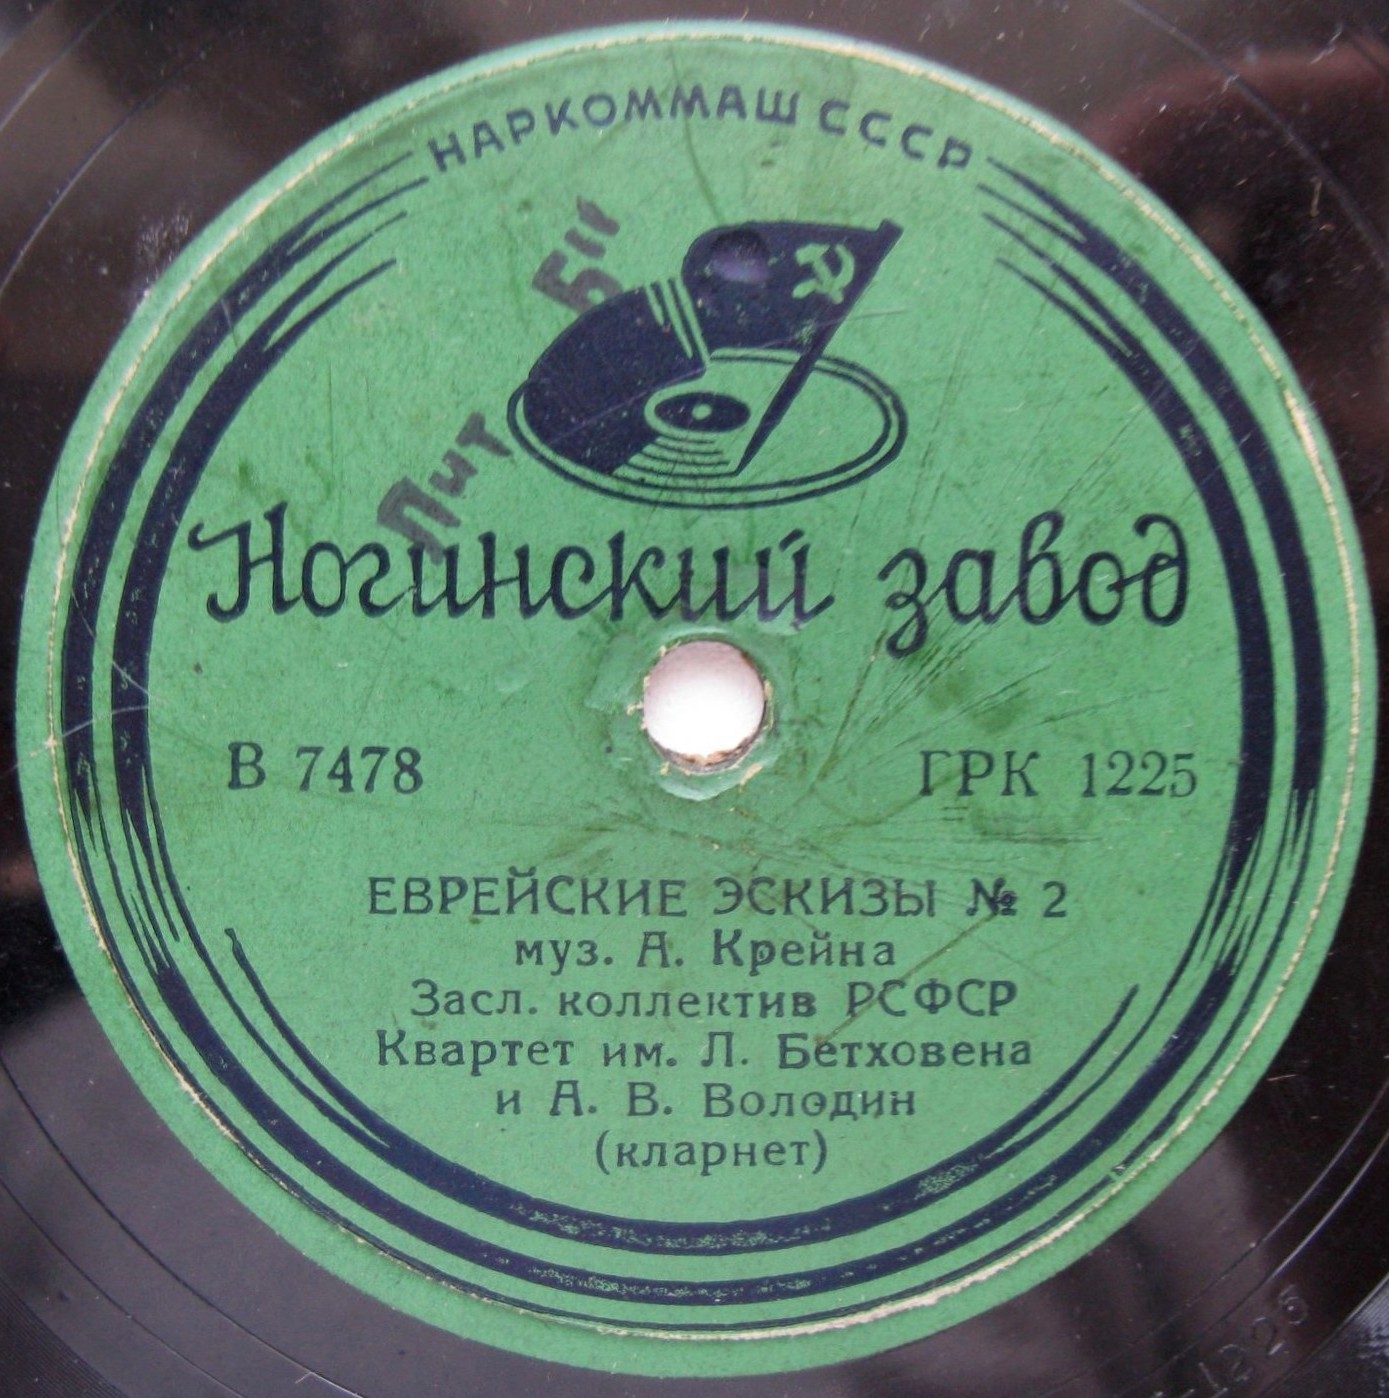 НАРКОММАШ СССР
Лит „Б“
Ногинский завод
В 7478
ГРК 1225
ЕВРЕЙСКИЕ ЭСКИЗЫ № 2
муз. А. Крейна
Засл. коллектив РСФСР
Квартет им. Л. Бетховена
и А. В. Володин
(кларнет)